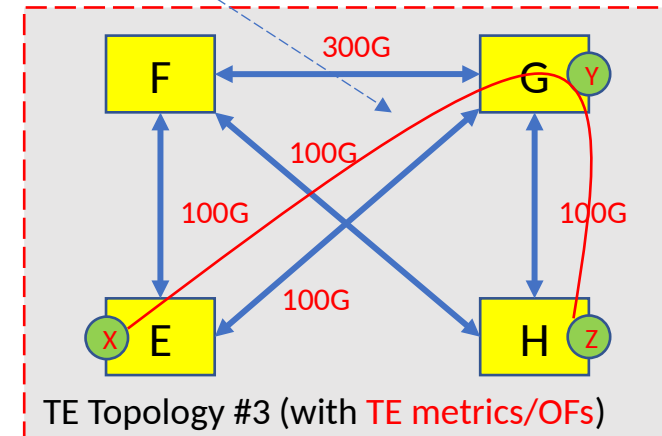 300G
F
G
Y
100G
100G
100G
100G
X
E
H
Z
TE Topology #3 (with TE metrics/OFs)